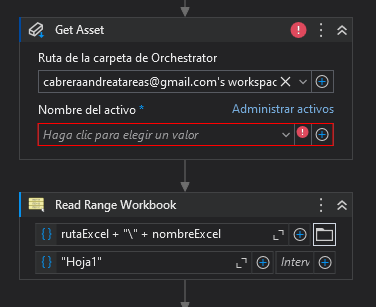 Get Asset
Ruta de la carpeta de Orchestrator
cabreraandreatareas@gmail.com's workspac
Nombre del activo *
Administrar activos
Haga clic para elegir un valor
Read Range Workbook
rutaExcel + "\" + nombreExcel
"Hoja1"
Interv